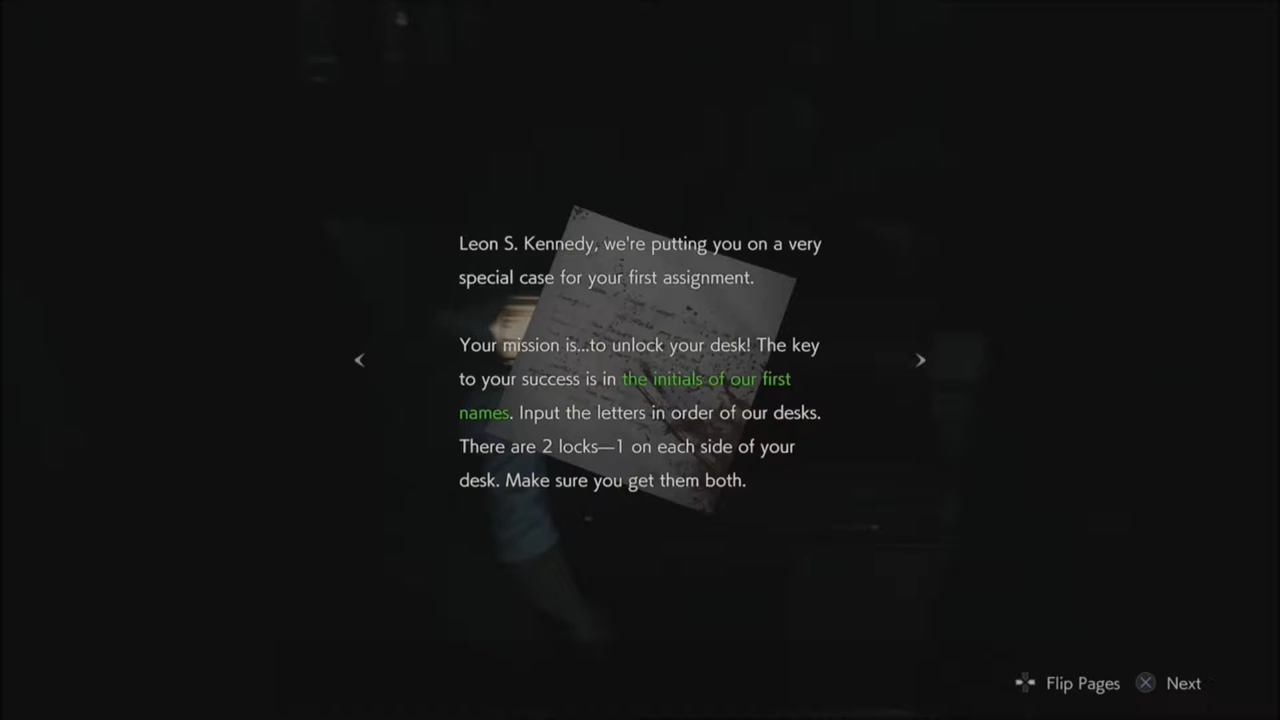 Leon S. Kennedy, we're putting you on a very
special case for your first assignment.
Your mission is...to unlock your desk! The key
to your success is in the initials of our first
names. Input the letters in order of our desks.
There are 2 locks—1 on each side of your
desk. Make sure you get them both.
Flip Pages Next